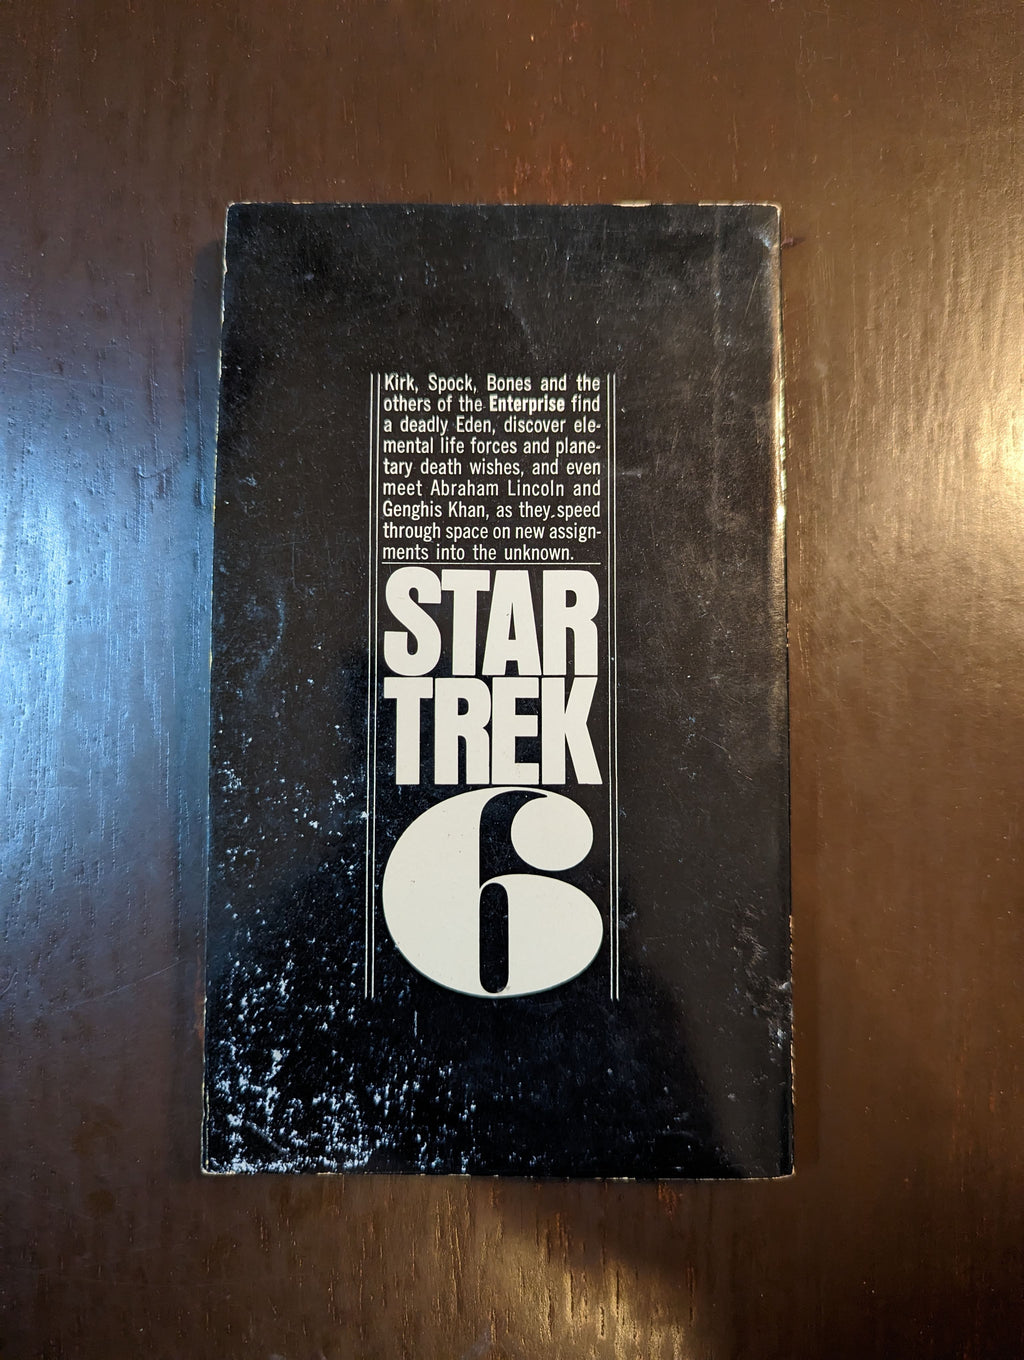 Kirk, Spock, Bones and the
others of the Enterprise find
a deadly Eden, discover ele-
mental life forces and plane-
tary death wishes, and even
meet Abraham Lincoln and
Genghis Khan, as they speed
through space on new assign-
ments into the unknown.
STAR
TREK
6